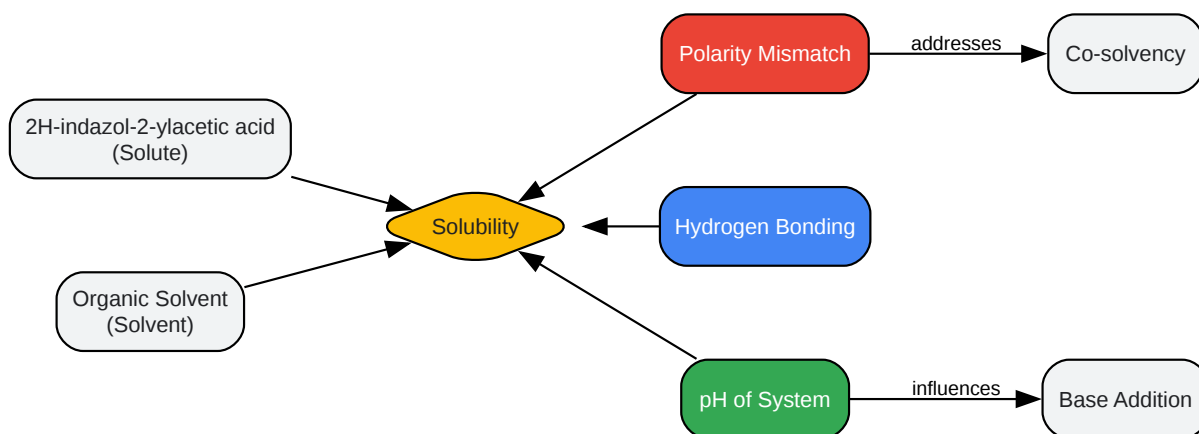 Polarity Mismatch
addresses
Co-solvency
2H-indazol-2-ylacetic acid
(Solute)
Solubility
Hydrogen Bonding
Organic Solvent
(Solvent)
pH of System
influences
Base Addition